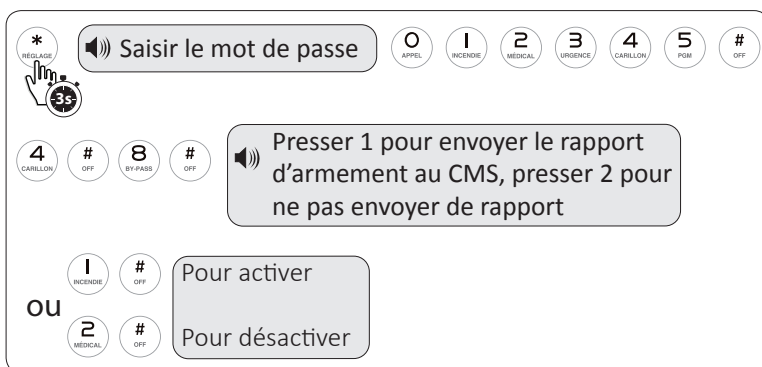 * Saisir le mot de passe 0 1 2 3 4 5 #
RÉGLAGE APPEL INCENDIE MÉDICAL URGENCE CARILLON PGM OFF
3s
4 # 8 #
CARILLON OFF BY-PASS OFF
Presser 1 pour envoyer le rapport
d'armement au CMS, presser 2 pour
ne pas envoyer de rapport
1 # Pour activer
INCENDIE OFF
ou
2 # Pour désactiver
MÉDICAL OFF